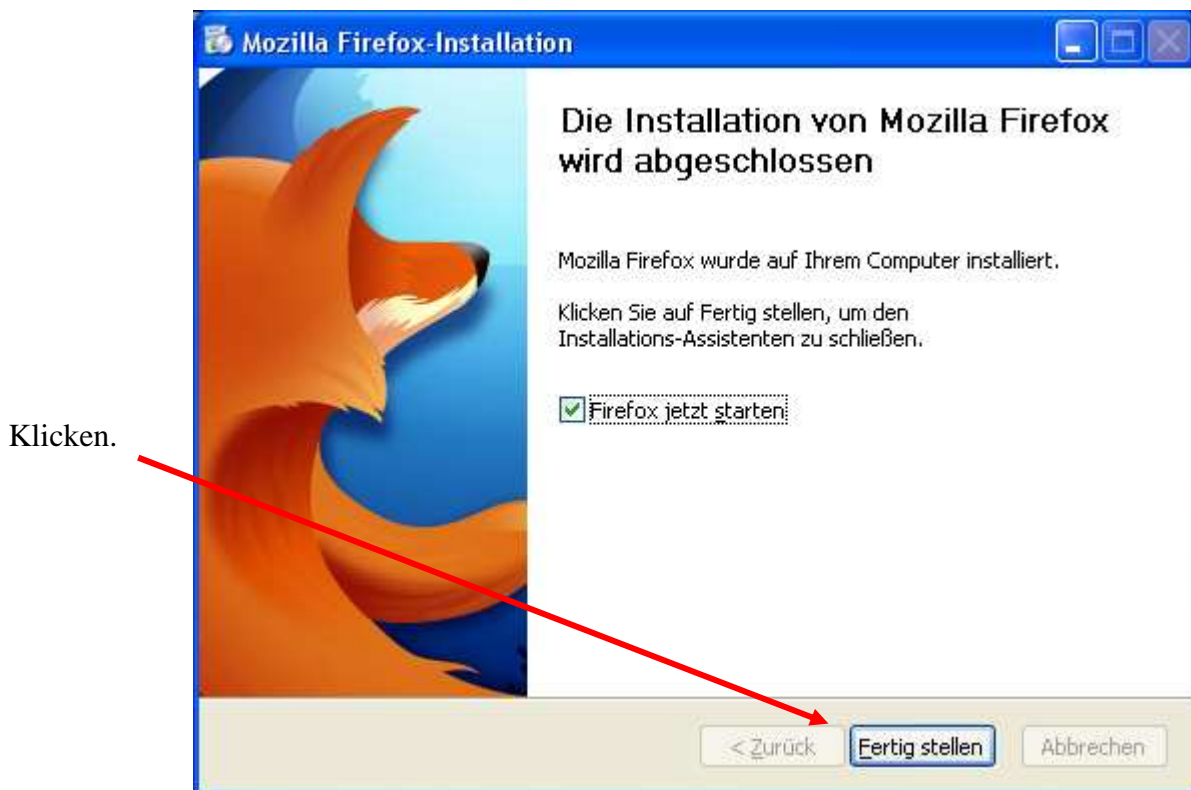 Mozilla Firefox-Installation
Die Installation von Mozilla Firefox
wird abgeschlossen
Mozilla Firefox wurde auf Ihrem Computer installiert.
Klicken Sie auf Fertig stellen, um den
Installations-Assistenten zu schließen.
Firefox jetzt starten
Klicken.
< Zurück Fertig stellen Abbrechen